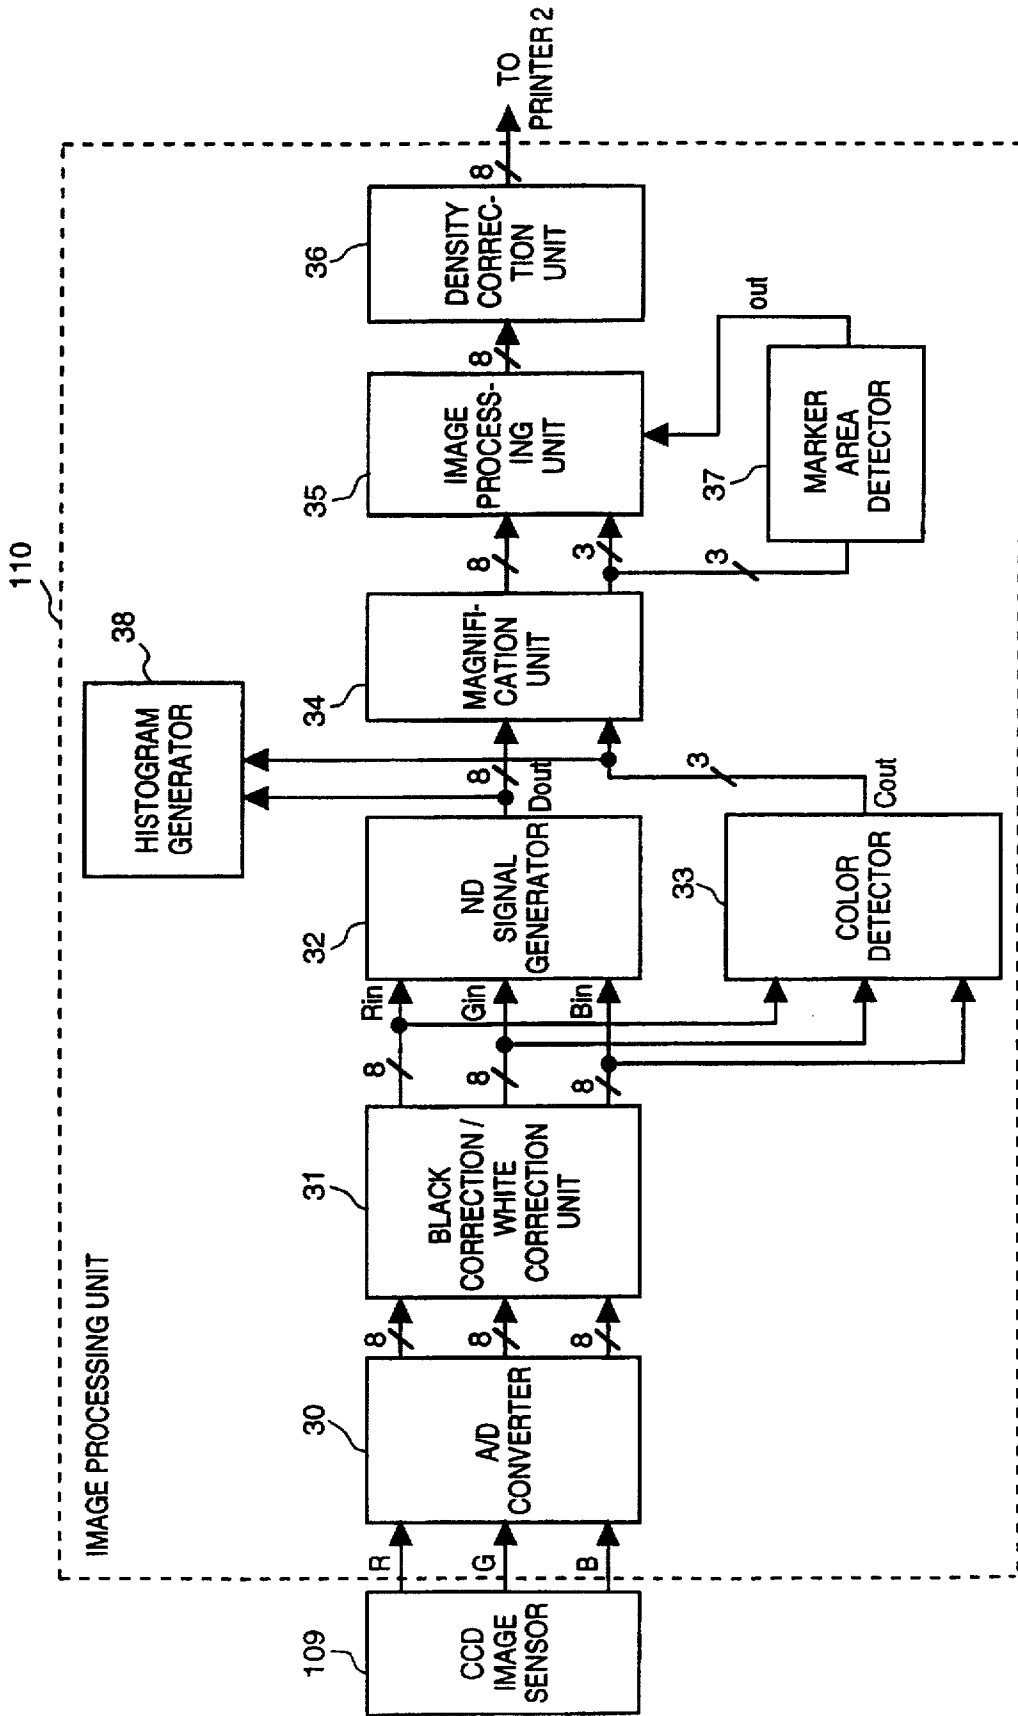 110
IMAGE PROCESSING UNIT
38
HISTOGRAM
GENERATOR
109
CCD
IMAGE
SENSOR
R
G
B
30
A/D
CONVERTER
8
8
8
31
BLACK
CORRECTION /
WHITE
CORRECTION
UNIT
8
8
8
Rin
Gin
Bin
32
ND
SIGNAL
GENERATOR
8
Dout
33
COLOR
DETECTOR
Cout
3
34
MAGNIFI-
CATION
UNIT
8
3
3
35
IMAGE
PROCESS-
ING
UNIT
8
37
MARKER
AREA
DETECTOR
out
36
DENSITY
CORREC-
TION
UNIT
8
TO
PRINTER 2